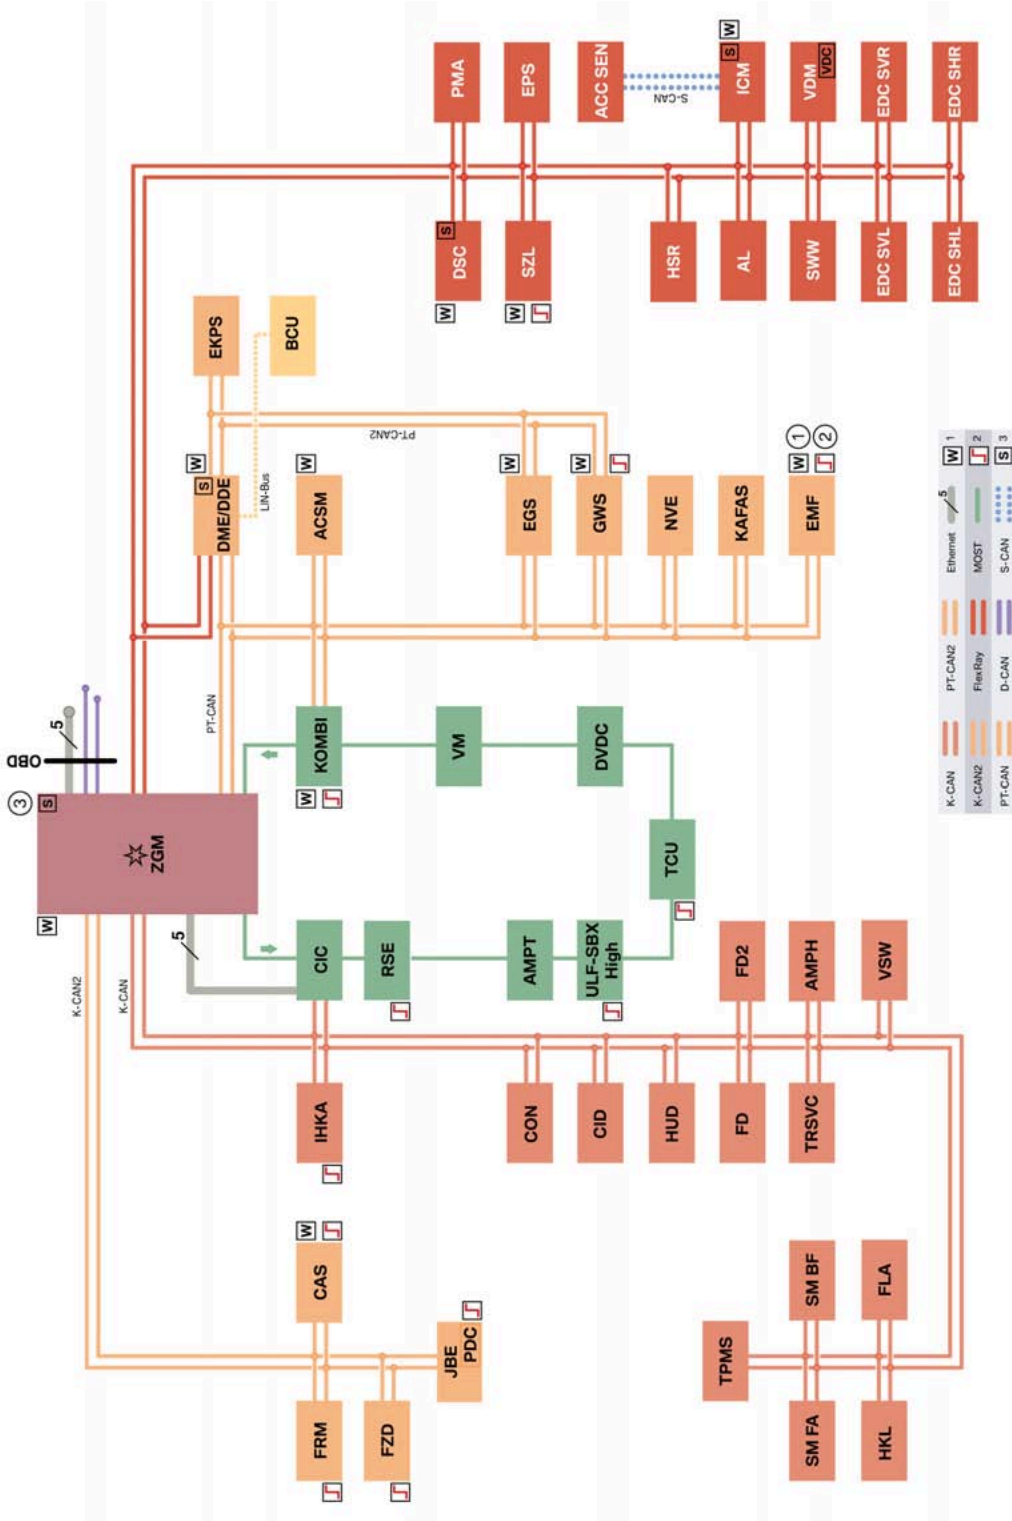 OBD
3
S
5
W
ZGM
5
K-CAN2
K-CAN
PT-CAN
PT-CAN2
LIN-Bus
S-CAN
PMA
EPS
ACC SEN
S
W
ICM
VDM
VDC
EDC SVR
EDC SHR
W
DSC
S
W
SZL
HSR
AL
SWW
EDC SVL
EDC SHL
EKPS
BCU
W
S
DME/DDE
W
ACSM
W
EGS
W
GWS
NVE
KAFAS
W
1
2
EMF
KOMBI
W
VM
DVDC
TCU
CIC
RSE
AMPT
ULF-SBX
High
FD2
AMPH
VSW
IHKA
CON
CID
HUD
FD
TRSVC
W
CAS
FRM
FZD
JBE
PDC
TPMS
SM BF
FLA
SM FA
HKL
K-CAN
PT-CAN2
Ethernet
5
W
1
K-CAN2
FlexRay
MOST
2
PT-CAN
D-CAN
S-CAN
S
3